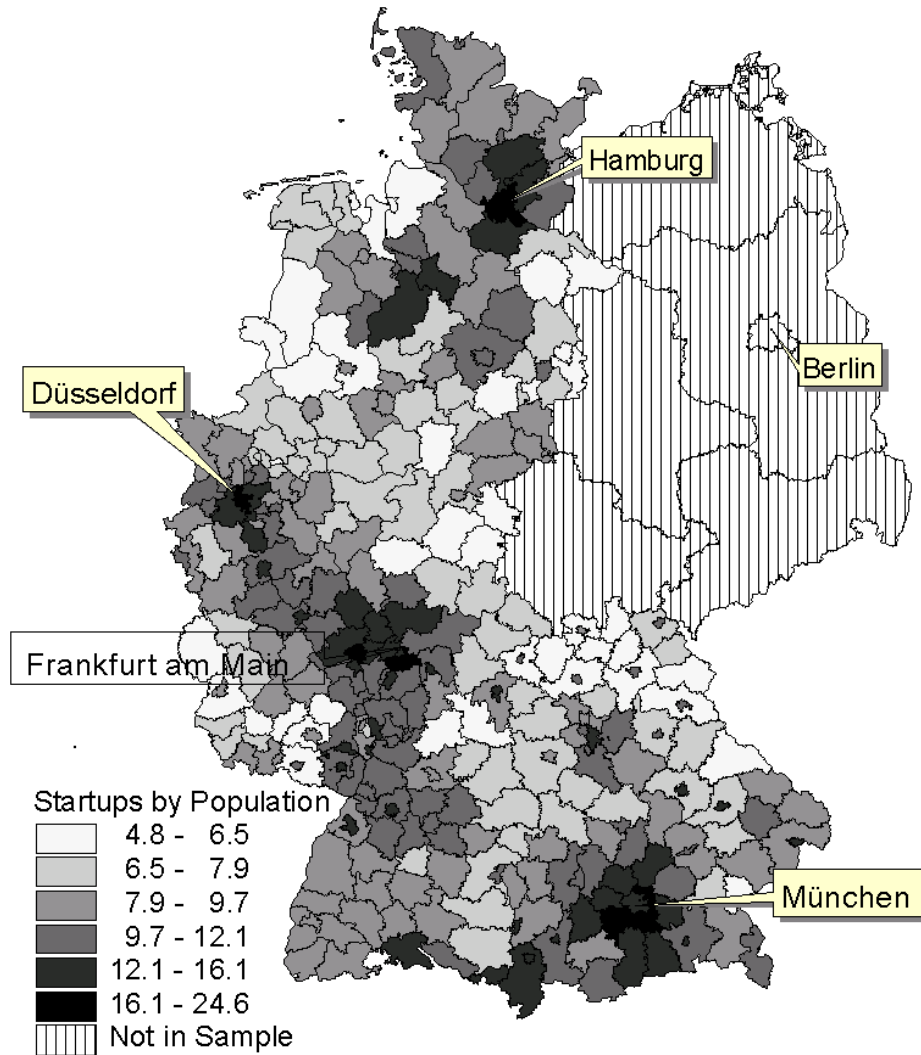 Hamburg
Berlin
Düsseldorf
Frankfurt am Main
München
Startups by Population
4.8 - 6.5
6.5 - 7.9
7.9 - 9.7
9.7 - 12.1
12.1 - 16.1
16.1 - 24.6
Not in Sample